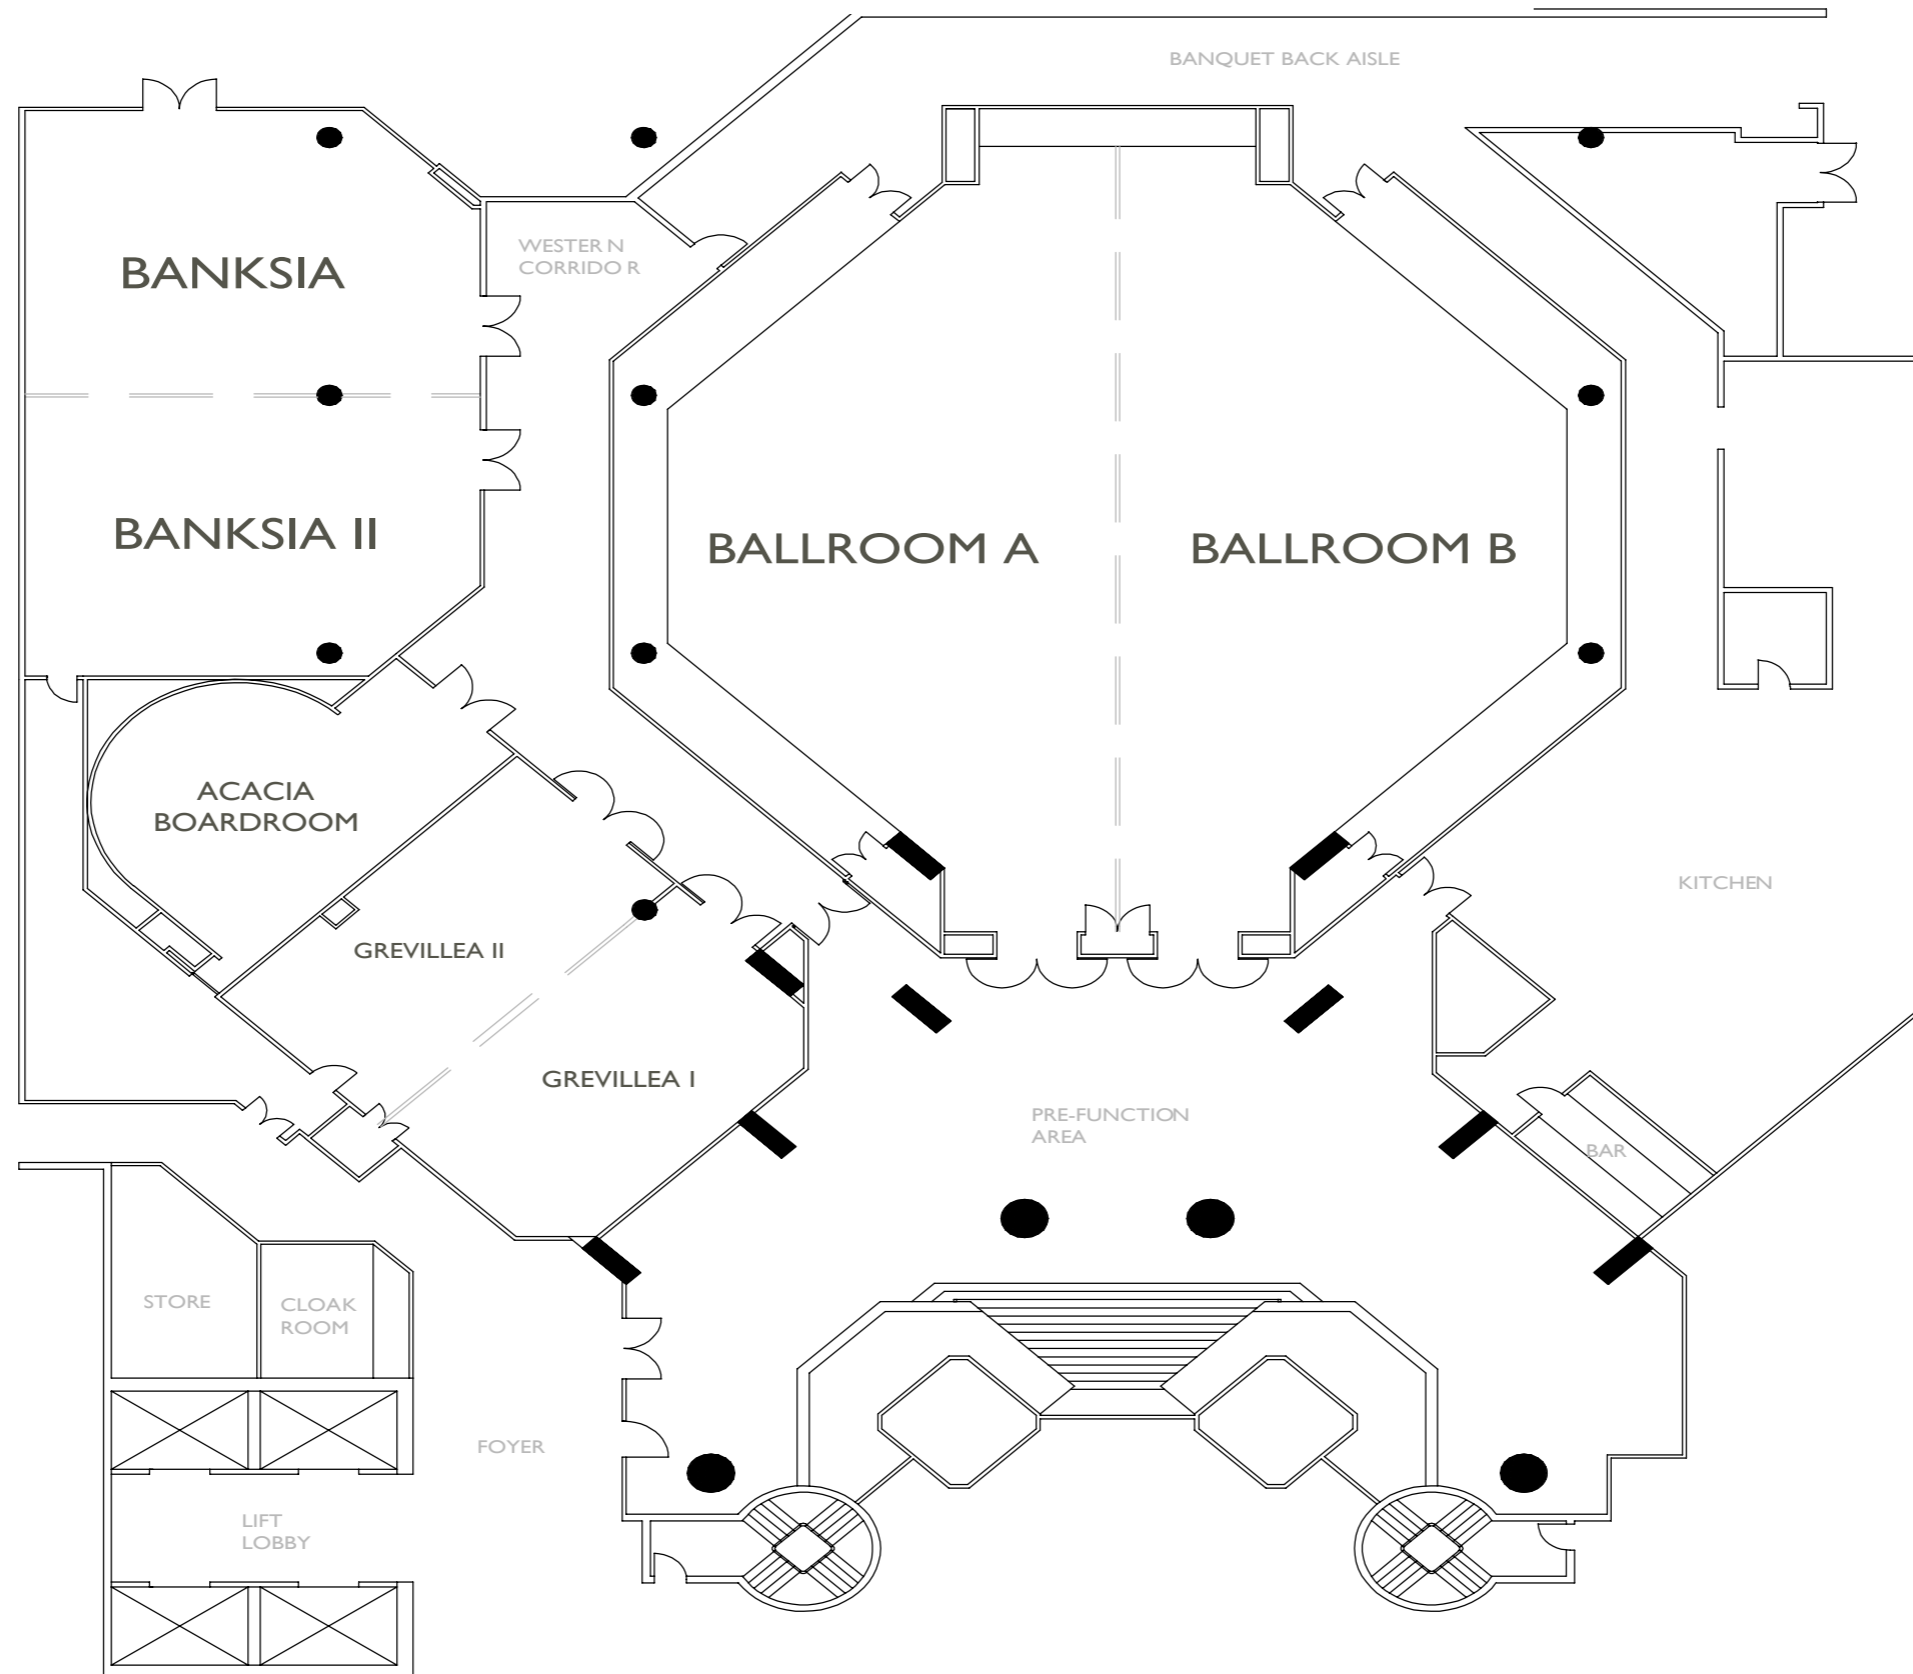 BANQUET BACK AISLE
WESTER N
CORRIDO R
BANKSIA
BANKSIA II
BALLROOM A
BALLROOM B
ACACIA
BOARDROOM
KITCHEN
GREVILLEA II
GREVILLEA I
PRE-FUNCTION
AREA
BAR
STORE
CLOAK
ROOM
FOYER
LIFT
LOBBY